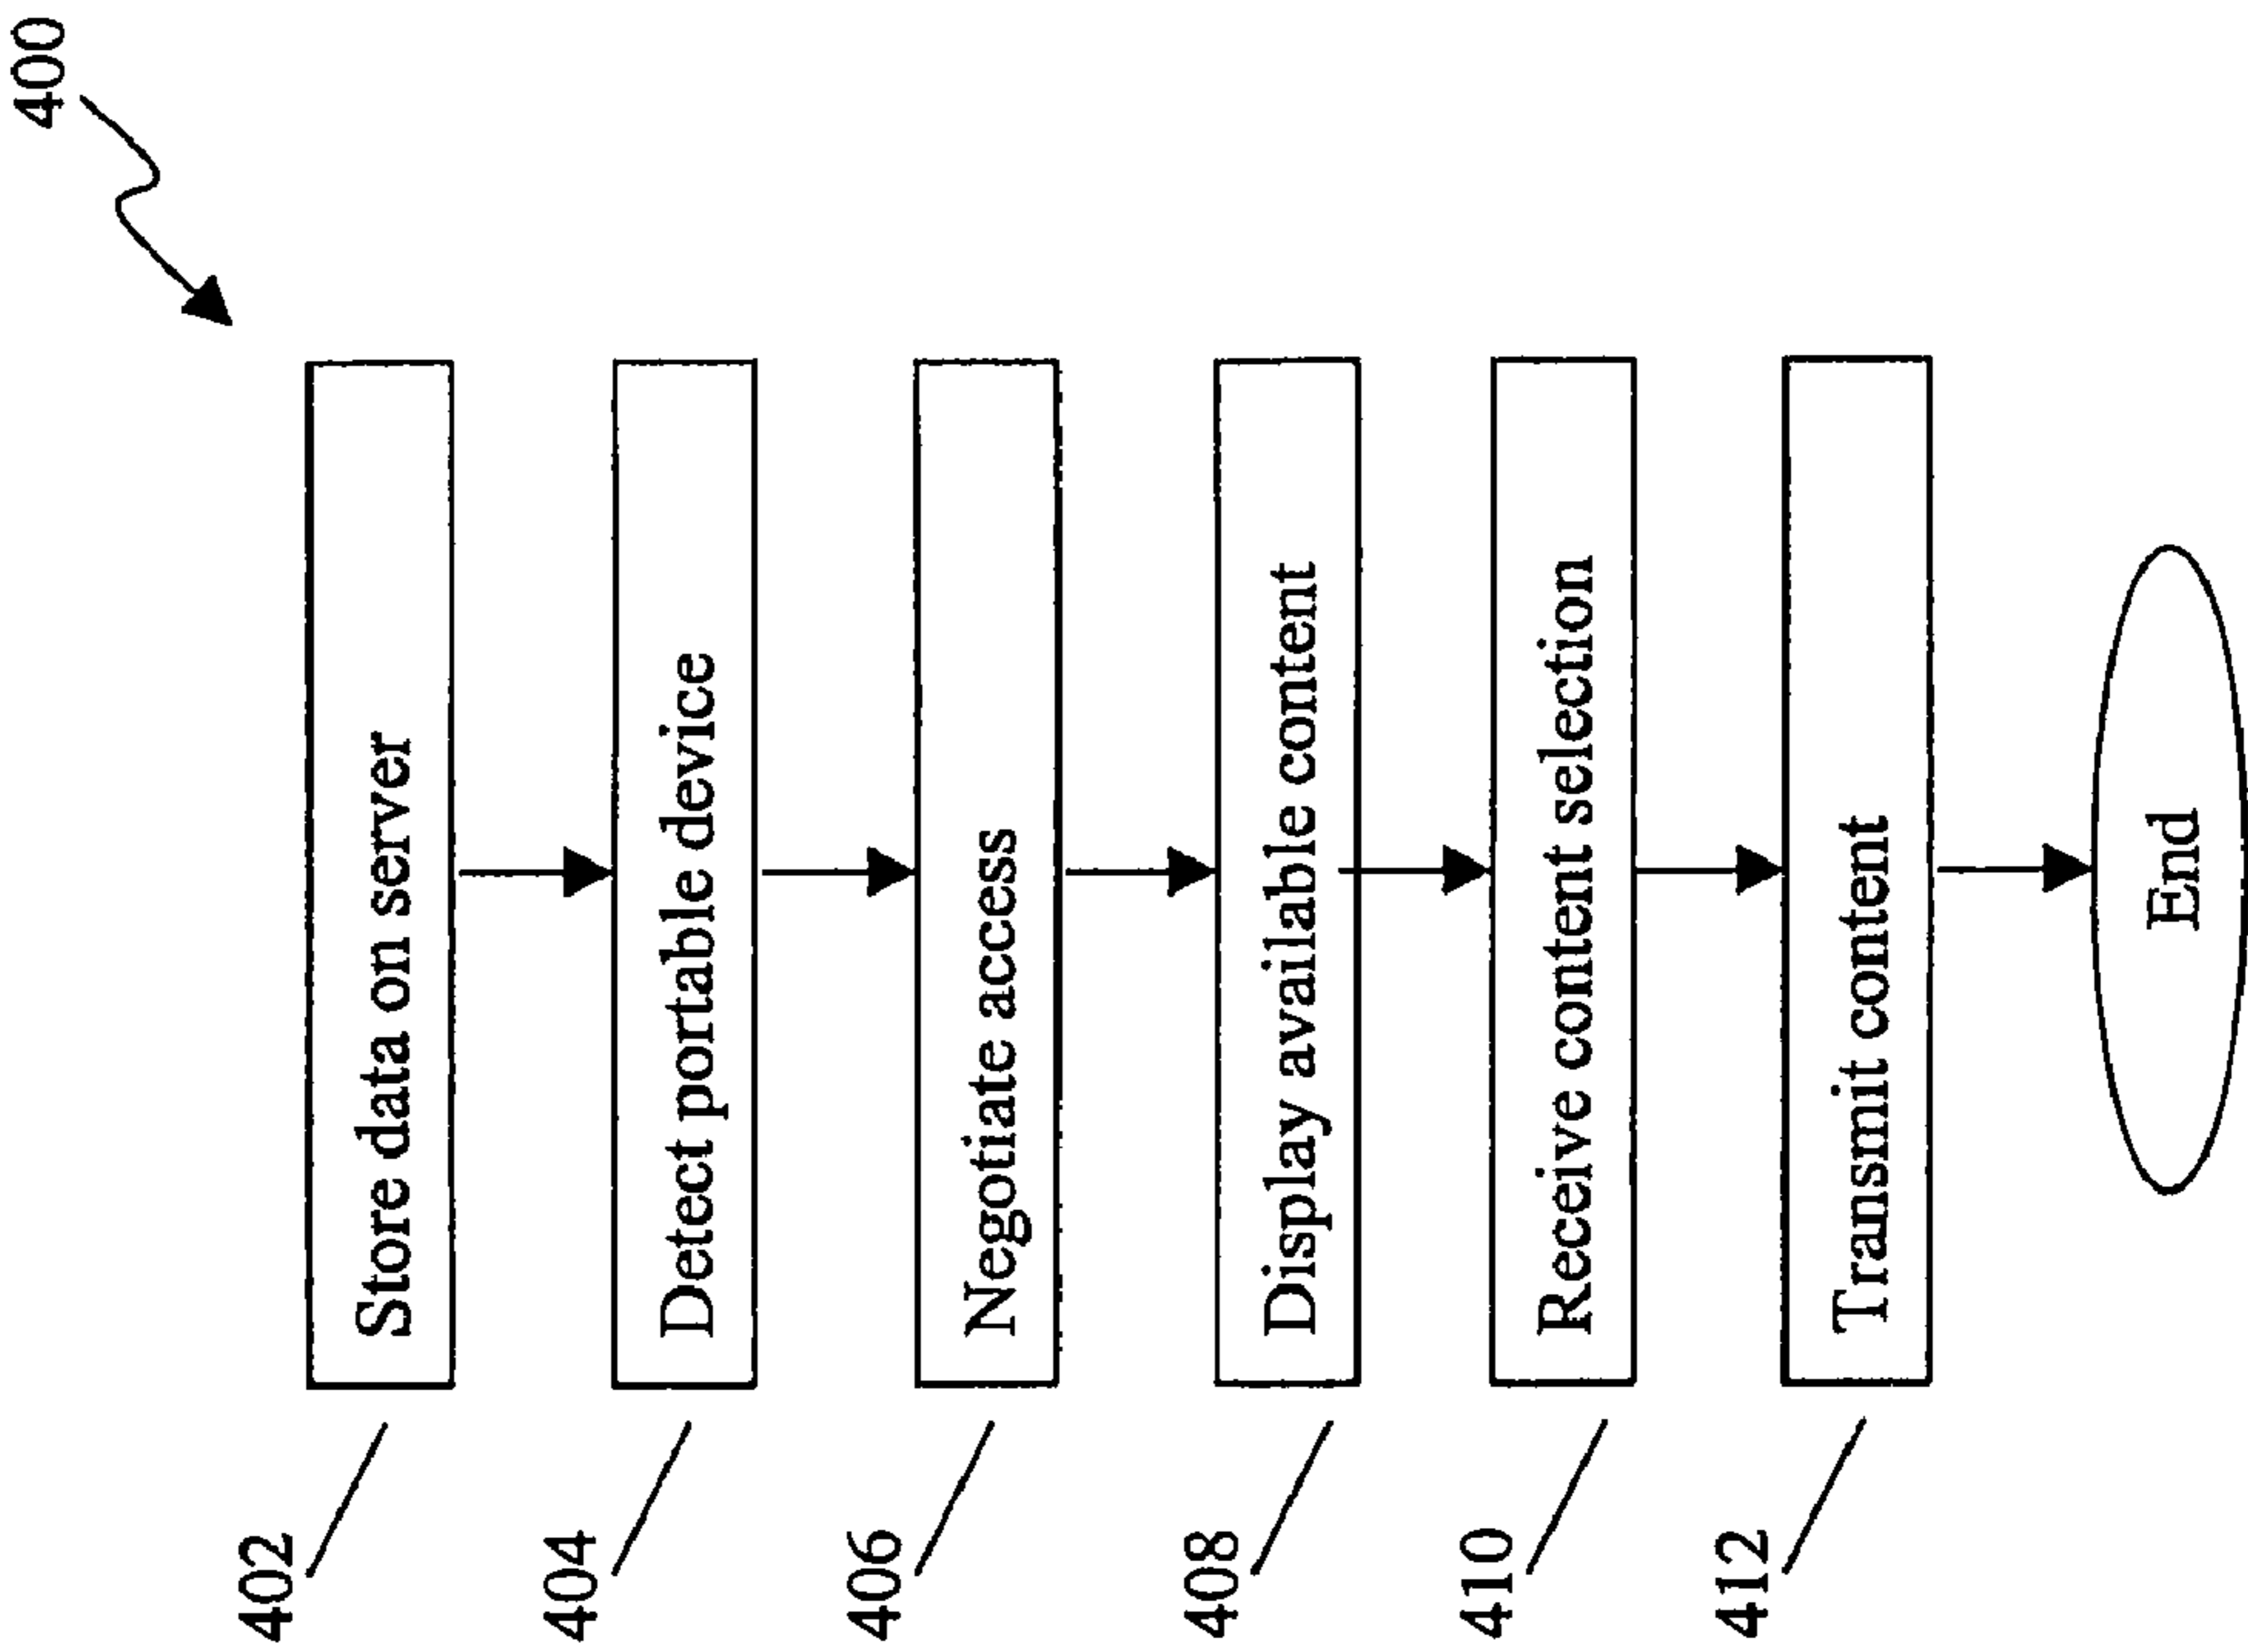 400
402
Store data on server
404
Detect portable device
406
Negotiate access
408
Display available content
410
Receive content selection
412
Transmit content
End